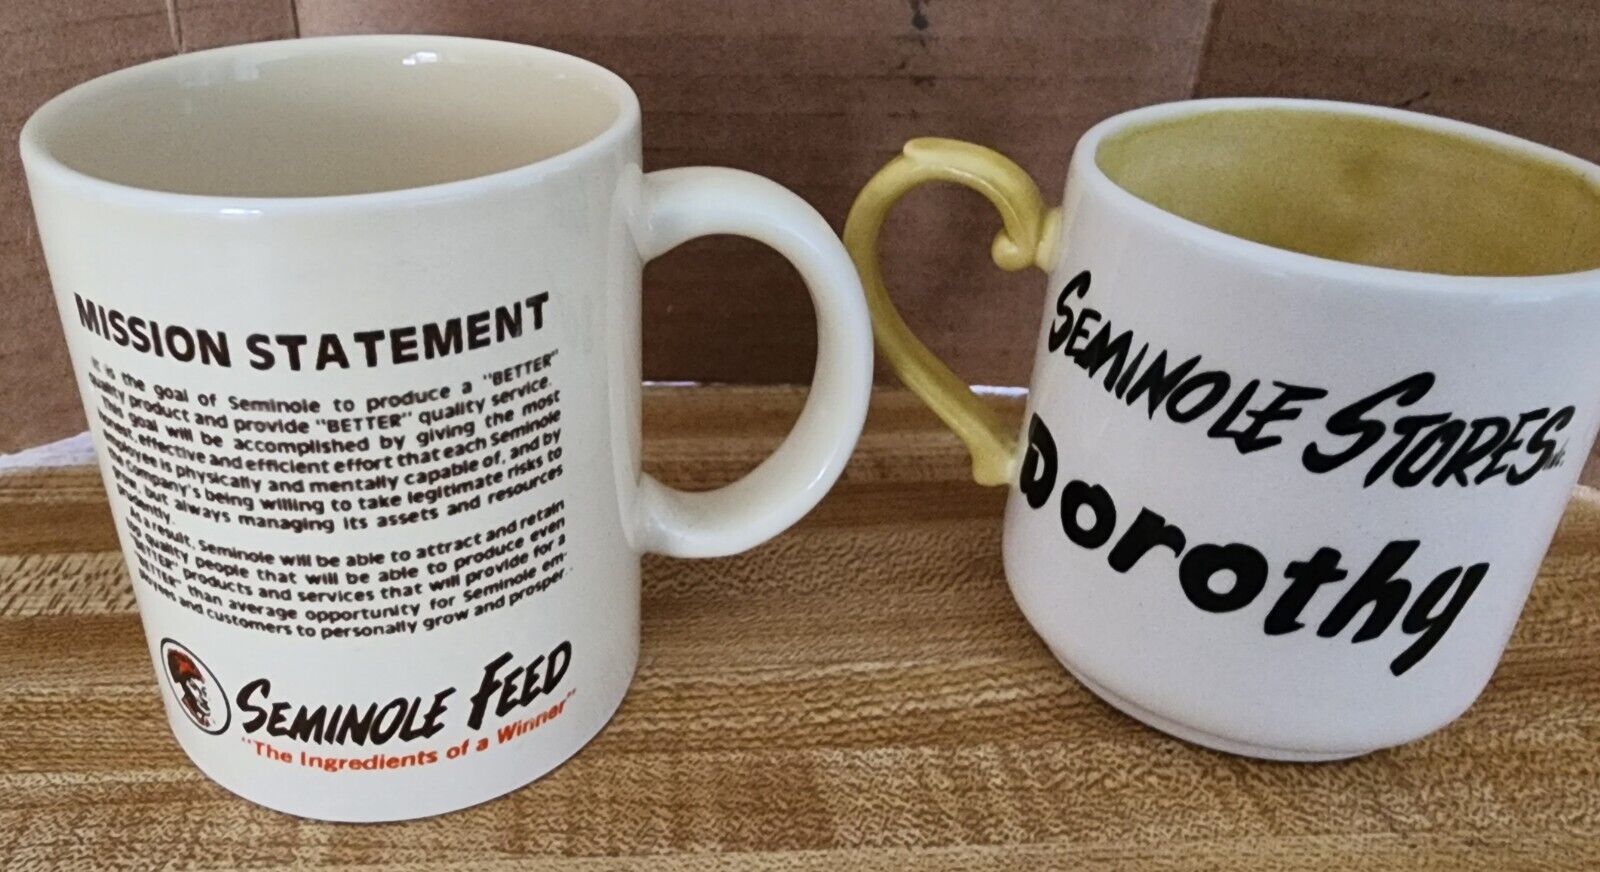 MISSION STATEMENT
It is the goal of Seminole to produce a "BETTER"
quality product and provide "BETTER" quality service.
This goal will be accomplished by giving the most
honest, effective and efficient effort that each Seminole
employee is physically and mentally capable of, and by
the company's being willing to take legitimate risks to
grow, but always managing its assets and resources
prudently.
As a result, Seminole will be able to attract and retain
top quality people that will be able to produce even
"BETTER" products and services that will provide for a
"BETTER" than average opportunity for Seminole em-
ployees and customers to personally grow and prosper.
SEMINOLE FEED
"The Ingredients of a Winner"
SEMINOLE STORES Inc.
Dorothy